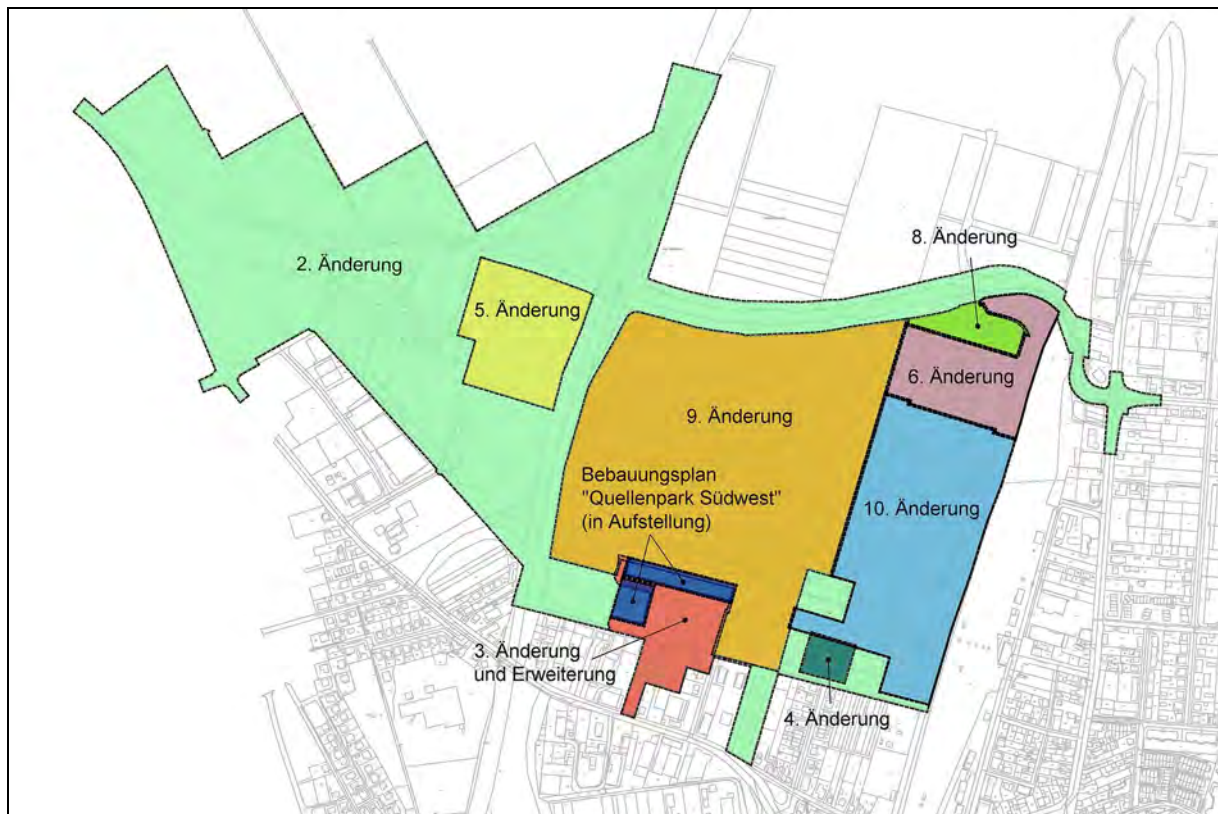 2. Änderung
8. Änderung
5. Änderung
6. Änderung
9. Änderung
Bebauungsplan
"Quellenpark Südwest"
(in Aufstellung)
10. Änderung
3. Änderung
und Erweiterung
4. Änderung